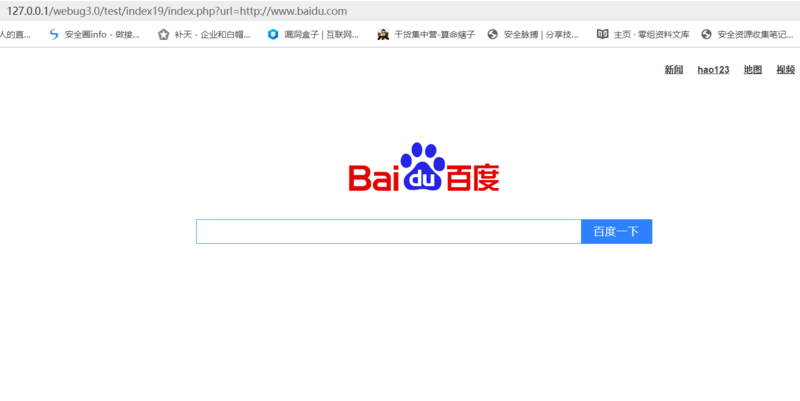 127.0.0.1/webug3.0/test/index19/index.php?url=http://www.baidu.com
人的直... 安全圈info - 做接... 补天 - 企业和白帽... 漏洞盒子 | 互联网... 干货集中营-算命瞎子 安全脉搏 | 分享技... 主页 · 零组资料文库 安全资源收集笔记...
新闻 hao123 地图 视频
Bai du 百度
百度一下